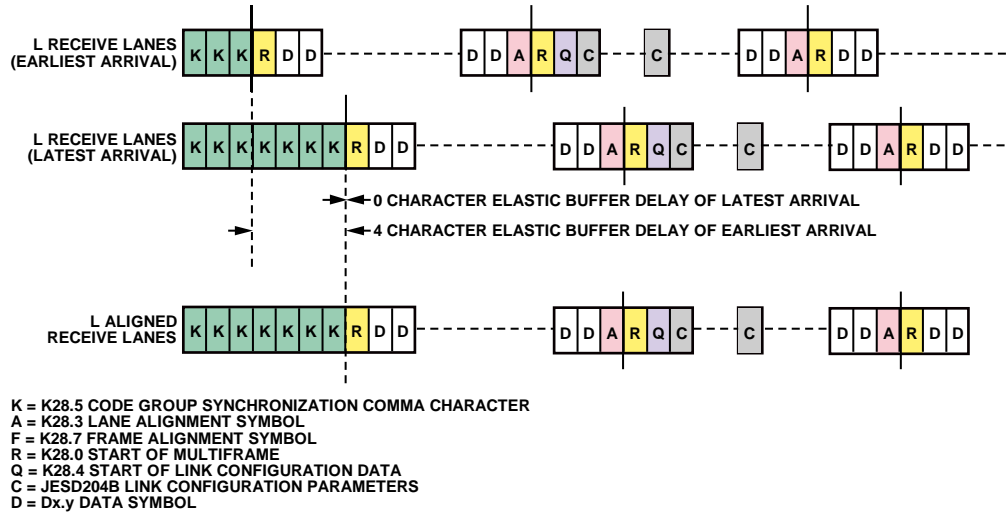 L RECEIVE LANES
(EARLIEST ARRIVAL)
K K K R D D
D D A R Q C
C
D D A R D D
L RECEIVE LANES
(LATEST ARRIVAL)
K K K K K K K R D D
D D A R Q C
C
D D A R D D
0 CHARACTER ELASTIC BUFFER DELAY OF LATEST ARRIVAL
4 CHARACTER ELASTIC BUFFER DELAY OF EARLIEST ARRIVAL
L ALIGNED
RECEIVE LANES
K K K K K K K R D D
D D A R Q C
C
D D A R D D
K = K28.5 CODE GROUP SYNCHRONIZATION COMMA CHARACTER
A = K28.3 LANE ALIGNMENT SYMBOL
F = K28.7 FRAME ALIGNMENT SYMBOL
R = K28.0 START OF MULTIFRAME
Q = K28.4 START OF LINK CONFIGURATION DATA
C = JESD204B LINK CONFIGURATION PARAMETERS
D = Dx.y DATA SYMBOL